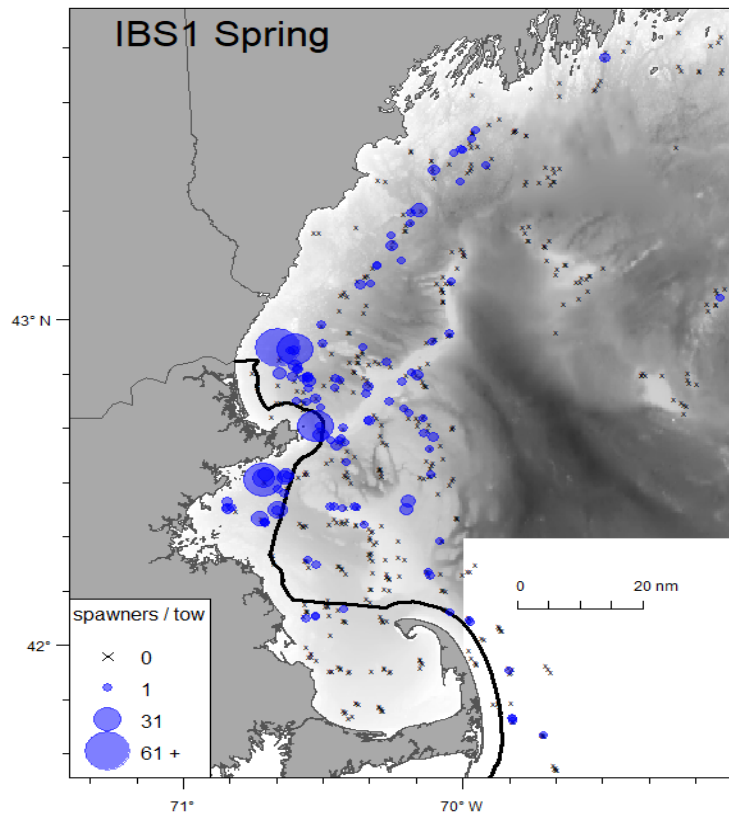 IBS1 Spring
43° N
42°
0
20 nm
spawners / tow
0
1
31
61 +
71°
70° W